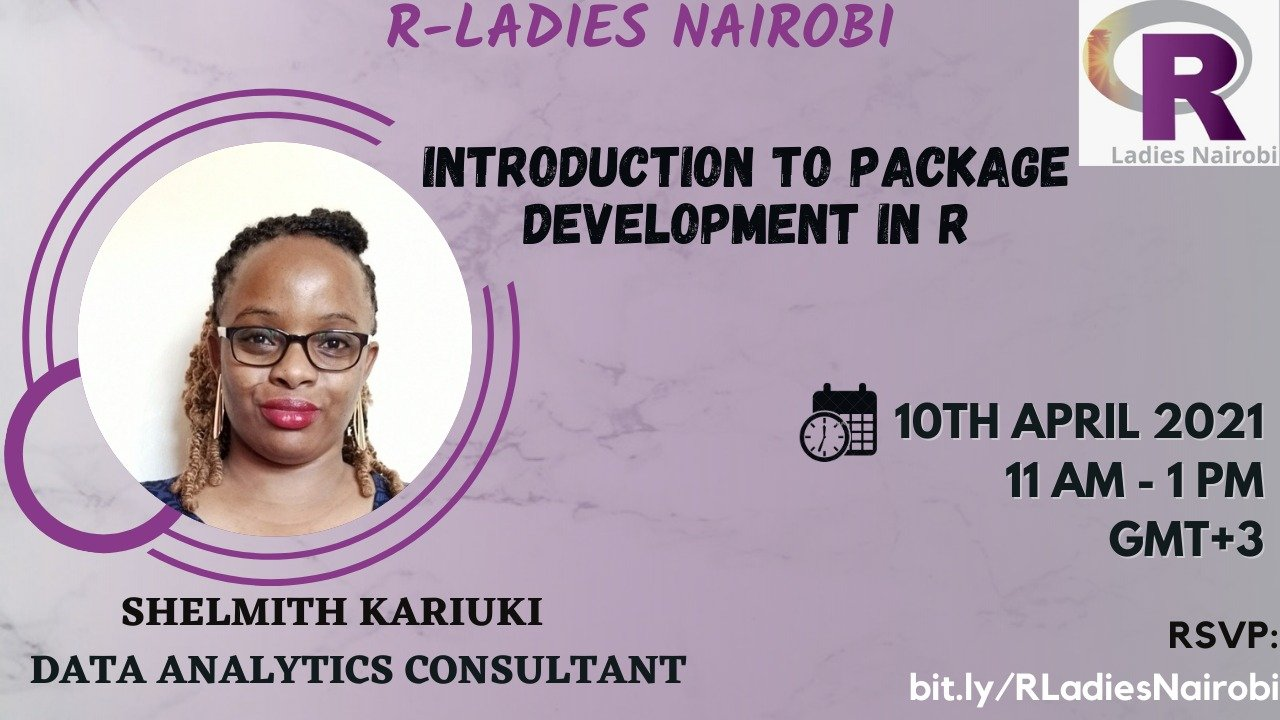 R-LADIES NAIROBI
R
Ladies Nairobi
INTRODUCTION TO PACKAGE
DEVELOPMENT IN R
10TH APRIL 2021
11 AM - 1 PM
GMT+3
SHELMITH KARIUKI
DATA ANALYTICS CONSULTANT
RSVP:
bit.ly/RLadiesNairobi